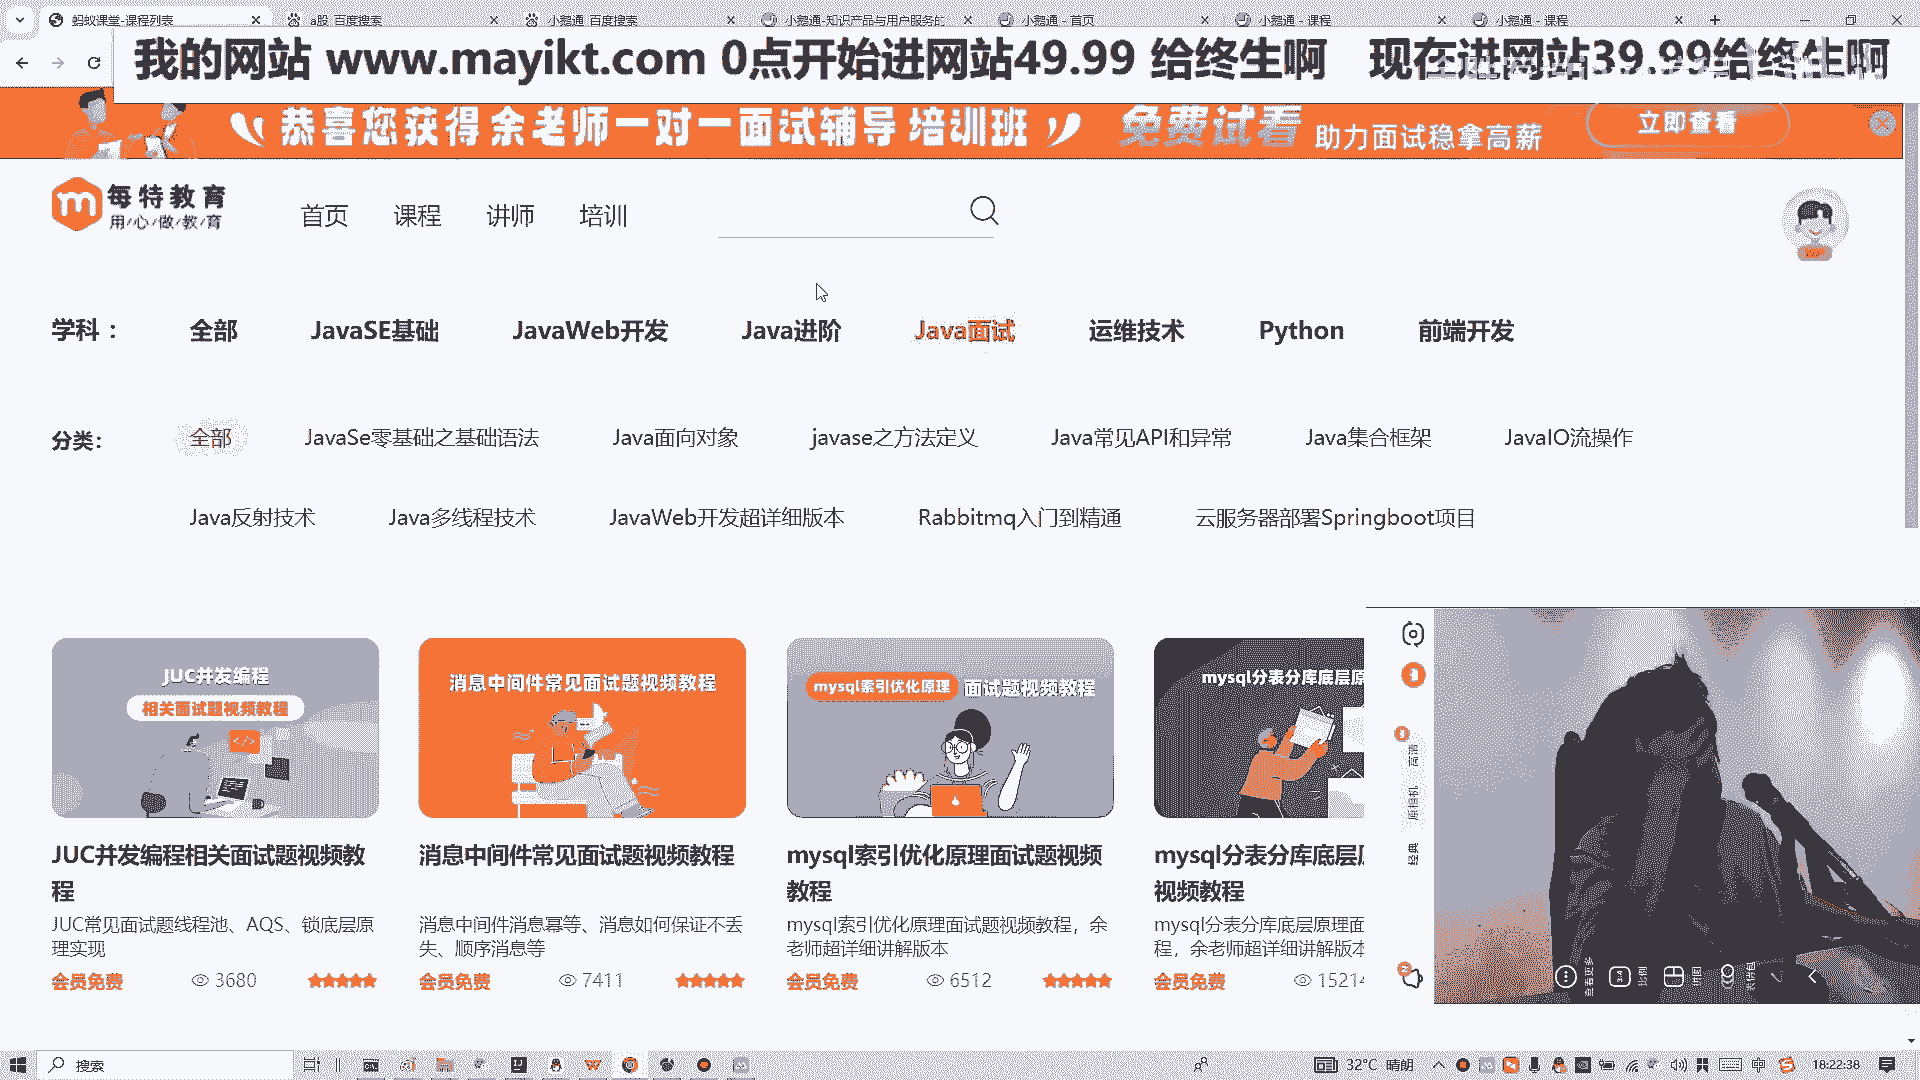 蚂蚁课堂-课程列表
a股_百度搜索
小鹅通_百度搜索
小鹅通-知识产品与用户服务的
小鹅通 - 首页
小鹅通 - 课程
小鹅通 - 课程
我的网站 www.mayikt.com 0点开始进网站49.99 给终生啊 现在进网站39.99给终生啊
恭喜您获得余老师一对一面试辅导 培训班 免费试看 助力面试稳拿高薪 立即查看
每特教育
用/心/做/教/育
首页 课程 讲师 培训
学科： 全部 JavaSE基础 JavaWeb开发 Java进阶 Java面试 运维技术 Python 前端开发
分类: 全部 JavaSe零基础之基础语法 Java面向对象 javase之方法定义 Java常见API和异常 Java集合框架 JavaIO流操作
Java反射技术 Java多线程技术 JavaWeb开发超详细版本 Rabbitmq入门到精通 云服务器部署Springboot项目
JUC并发编程
相关面试题视频教程
消息中间件常见面试题视频教程
mysql索引优化原理 面试题视频教程
mysql分表分库底层原
JUC并发编程相关面试题视频教
程
JUC常见面试题线程池、AQS、锁底层原
理实现
会员免费 3680
消息中间件常见面试题视频教程
消息中间件消息幂等、消息如何保证不丢
失、顺序消息等
会员免费 7411
mysql索引优化原理面试题视频
教程
mysql索引优化原理面试题视频教程，余
老师超详细讲解版本
会员免费 6512
mysql分表分库底层
视频教程
mysql分表分库底层原理面
程，余老师超详细讲解版本
会员免费 15214
高清
原相机
经典
查看更多
比例
拼图
表情包
搜索
32°C 晴朗
中
18:22:38